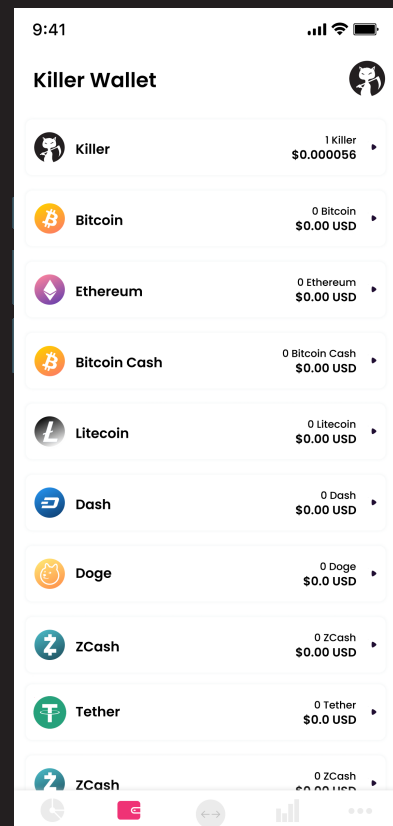 9:41
Killer Wallet
Killer
1 Killer
$0.000056
Bitcoin
0 Bitcoin
$0.00 USD
Ethereum
0 Ethereum
$0.00 USD
Bitcoin Cash
0 Bitcoin Cash
$0.00 USD
Litecoin
0 Litecoin
$0.00 USD
Dash
0 Dash
$0.00 USD
Doge
0 Doge
$0.0 USD
ZCash
0 ZCash
$0.00 USD
Tether
0 Tether
$0.0 USD
ZCash
0 ZCash
$0.00 USD